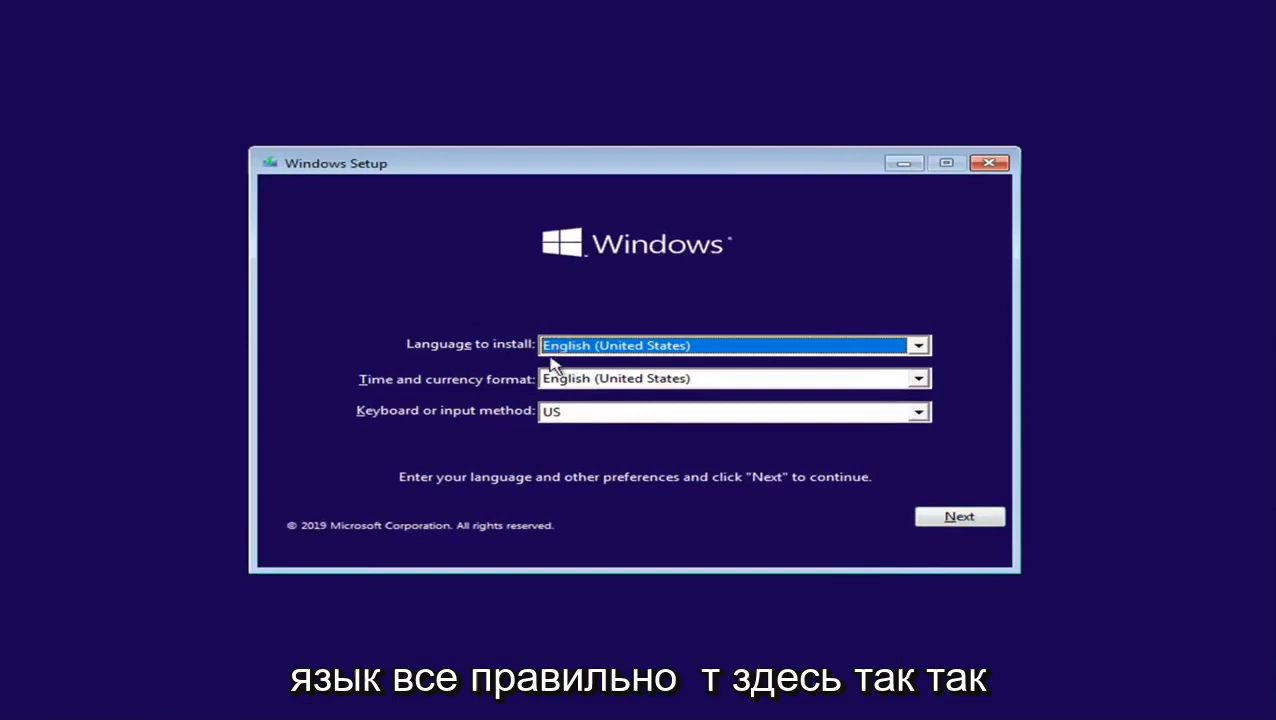 Windows Setup
Windows
Language to install: English (United States)
Time and currency format: English (United States)
Keyboard or input method: US
Enter your language and other preferences and click "Next" to continue.
Next
© 2019 Microsoft Corporation. All rights reserved.
язык все правильно т здесь так так